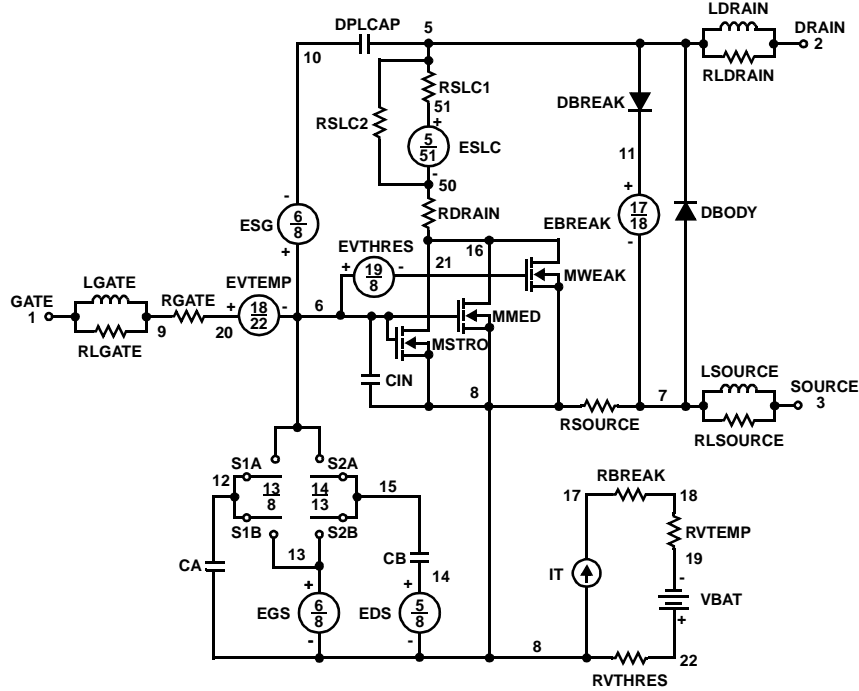 LDRAIN
DPLCAP 5 DRAIN
2
10
RSLC1 RLDRAIN
51 DBREAK
+
RSLC2
5
51
ESLC
11
-
50
-
+
RDRAIN
17
18
EBREAK
DBODY
6
8
ESG
EVTHRES
16
-
+
21
+
19
8
-
MWEAK
LGATE EVTEMP
GATE
1
RGATE
+
18
22
-
6
MMED
9 20
RLGATE
MSTRO
LSOURCE
CIN
8 7 SOURCE
3
RSOURCE
RLSOURCE
S1A S2A
12
13
8
14
13
15
RBREAK
17 18
S1B S2B
RVTEMP
13
CA
CB
19
+
+
14
IT
-
EGS
6
8
EDS
5
8
VBAT
+
-
-
8 22
RVTHRES